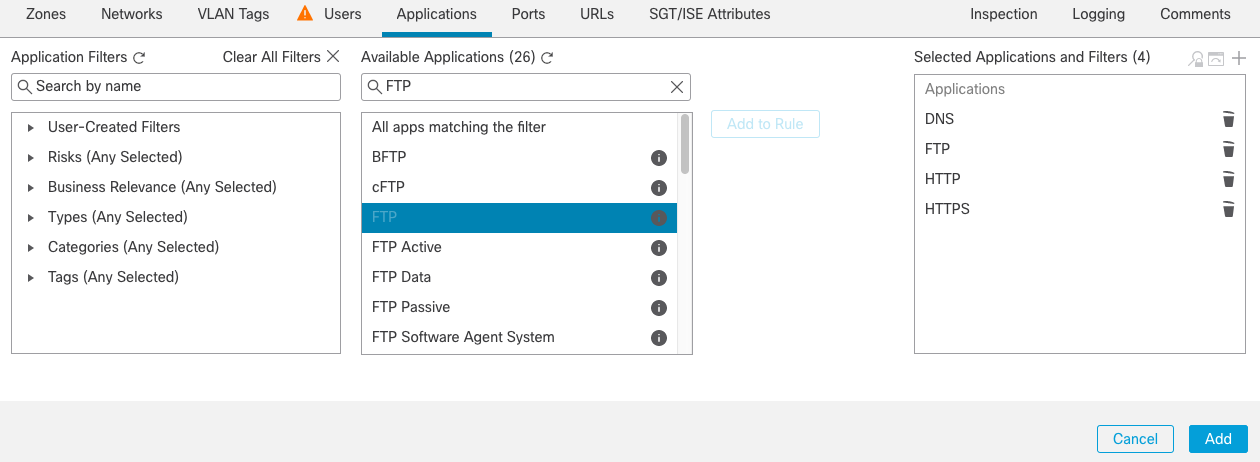 Zones Networks VLAN Tags Users Applications Ports URLs SGT/ISE Attributes Inspection Logging Comments
Application Filters Clear All Filters
Search by name
User-Created Filters
Risks (Any Selected)
Business Relevance (Any Selected)
Types (Any Selected)
Categories (Any Selected)
Tags (Any Selected)
Available Applications (26)
FTP
All apps matching the filter
BFTP
cFTP
FTP
FTP Active
FTP Data
FTP Passive
FTP Software Agent System
Add to Rule
Selected Applications and Filters (4)
Applications
DNS
FTP
HTTP
HTTPS
Cancel Add